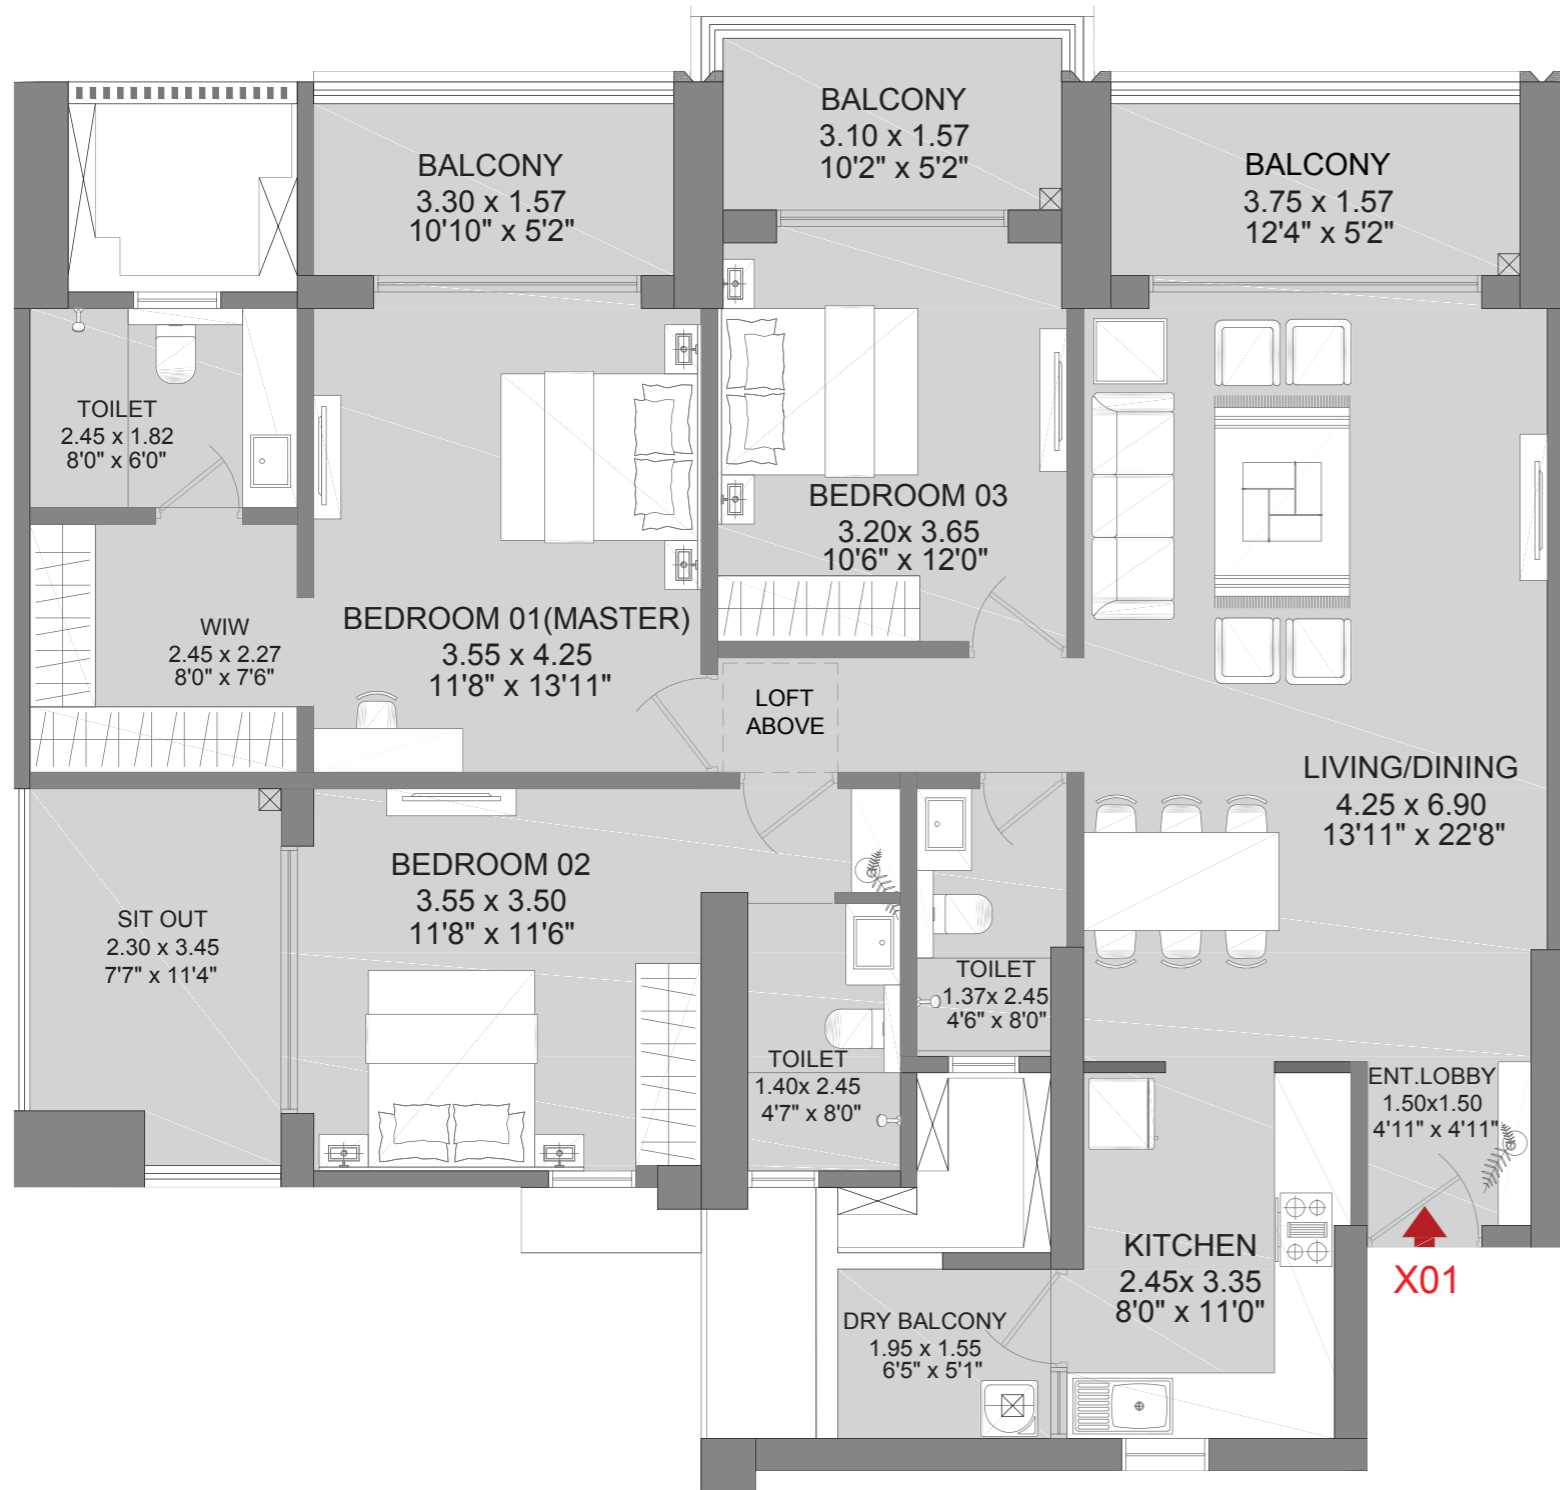 BALCONY
3.30 x 1.57
10'10" x 5'2"
BALCONY
3.10 x 1.57
10'2" x 5'2"
BALCONY
3.75 x 1.57
12'4" x 5'2"
TOILET
2.45 x 1.82
8'0" x 6'0"
BEDROOM 03
3.20x 3.65
10'6" x 12'0"
WIW
2.45 x 2.27
8'0" x 7'6"
BEDROOM 01(MASTER)
3.55 x 4.25
11'8" x 13'11"
LOFT
ABOVE
LIVING/DINING
4.25 x 6.90
13'11" x 22'8"
SIT OUT
2.30 x 3.45
7'7" x 11'4"
BEDROOM 02
3.55 x 3.50
11'8" x 11'6"
TOILET
1.37x 2.45
4'6" x 8'0"
TOILET
1.40x 2.45
4'7" x 8'0"
ENT.LOBBY
1.50x1.50
4'11" x 4'11"
KITCHEN
2.45x 3.35
8'0" x 11'0"
X01
DRY BALCONY
1.95 x 1.55
6'5" x 5'1"